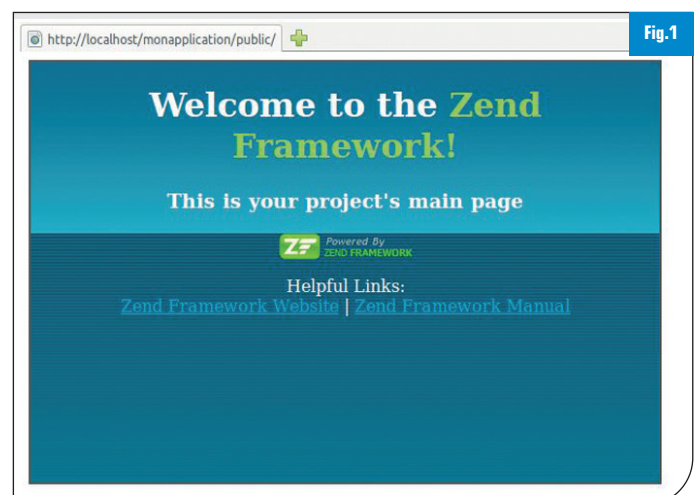 Fig.1
http://localhost/monapplication/public/
Welcome to the Zend
Framework!
This is your project's main page
ZF Powered By
ZEND FRAMEWORK
Helpful Links:
Zend Framework Website | Zend Framework Manual